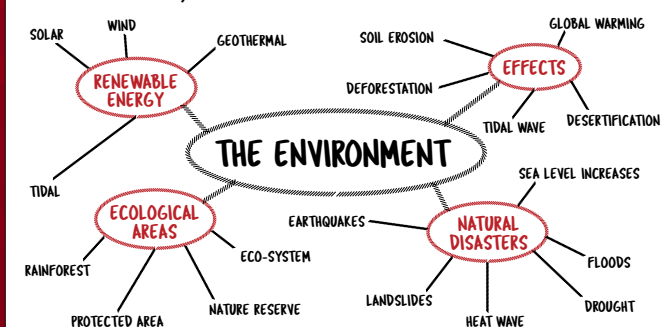 WIND
SOLAR
GEOTHERMAL
RENEWABLE
ENERGY
TIDAL
GLOBAL WARMING
SOIL EROSION
EFFECTS
DEFORESTATION
TIDAL WAVE
DESERTIFICATION
THE ENVIRONMENT
ECOLOGICAL
AREAS
ECO-SYSTEM
RAINFOREST
NATURE RESERVE
PROTECTED AREA
SEA LEVEL INCREASES
EARTHQUAKES
NATURAL
DISASTERS
FLOODS
LANDSLIDES
DROUGHT
HEAT WAVE